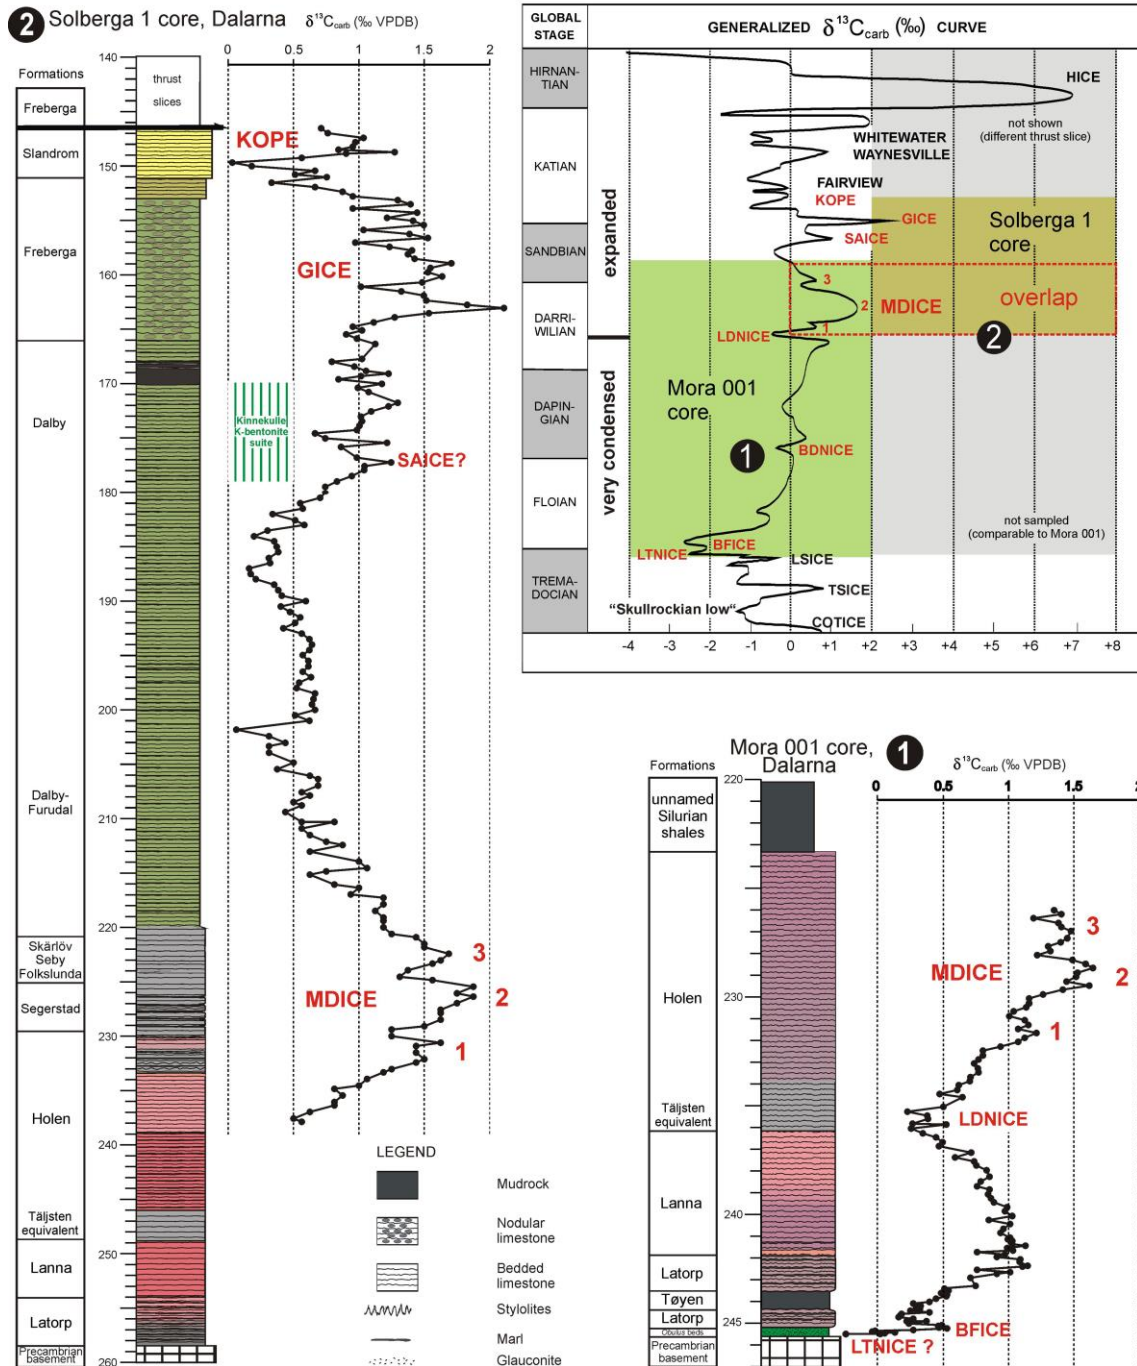 2 Solberga 1 core, Dalarna δ13Ccarb (‰ VPDB)
0 0.5 1 1.5 2
Formations
140
150
160
170
180
190
200
210
220
230
240
250
260
thrust
slices
Freberga
Slandrom
Freberga
Dalby
Dalby-
Furudal
Skärlöv
Seby
Folkslunda
Segerstad
Holen
Täljsten
equivalent
Lanna
Latorp
Precambrian
basement
KOPE
GICE
Kinnekulle
K-bentonite
suite
SAICE?
MDICE
3
2
1
LEGEND
Mudrock
Nodular
limestone
Bedded
limestone
Stylolites
Marl
Glauconite
GLOBAL
STAGE
GENERALIZED δ13Ccarb (‰) CURVE
HIRNAN-
TIAN
KATIAN
SANDBIAN
DARRI-
WILIAN
DAPIN-
GIAN
FLOIAN
TREMA-
DOCIAN
expanded
very condensed
HICE
not shown
(different thrust slice)
WHITEWATER
WAYNESVILLE
FAIRVIEW
KOPE
GICE
SAICE
Solberga 1
core
3
2
MDICE
overlap
1
LDNICE
2
Mora 001
core
1
BDNICE
not sampled
(comparable to Mora 001)
BFICE
LTNICE
LSICE
TSICE
"Skullrockian low"
COTICE
-4 -3 -2 -1 0 +1 +2 +3 +4 +5 +6 +7 +8
Mora 001 core,
Dalarna
1
δ13Ccarb (‰ VPDB)
Formations
0 0.5 1.0 1.5 2
220
230
240
245
unnamed
Silurian
shales
Holen
Täljsten
equivalent
Lanna
Latorp
Tøyen
Latorp
Obulus beds
Precambrian
basement
3
MDICE
2
1
LDNICE
BFICE
LTNICE ?